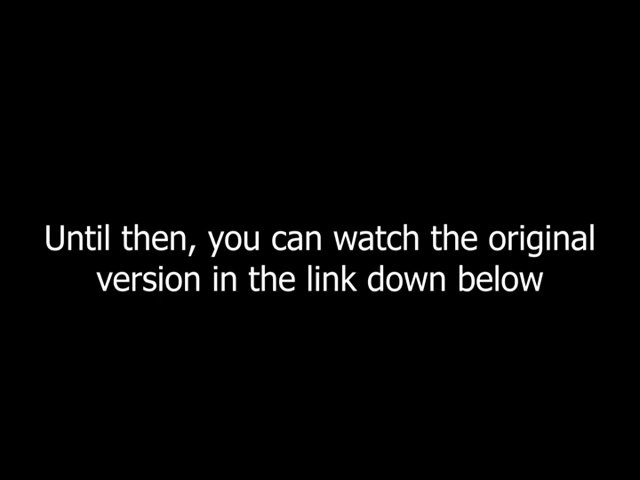 Until then, you can watch the original
version in the link down below